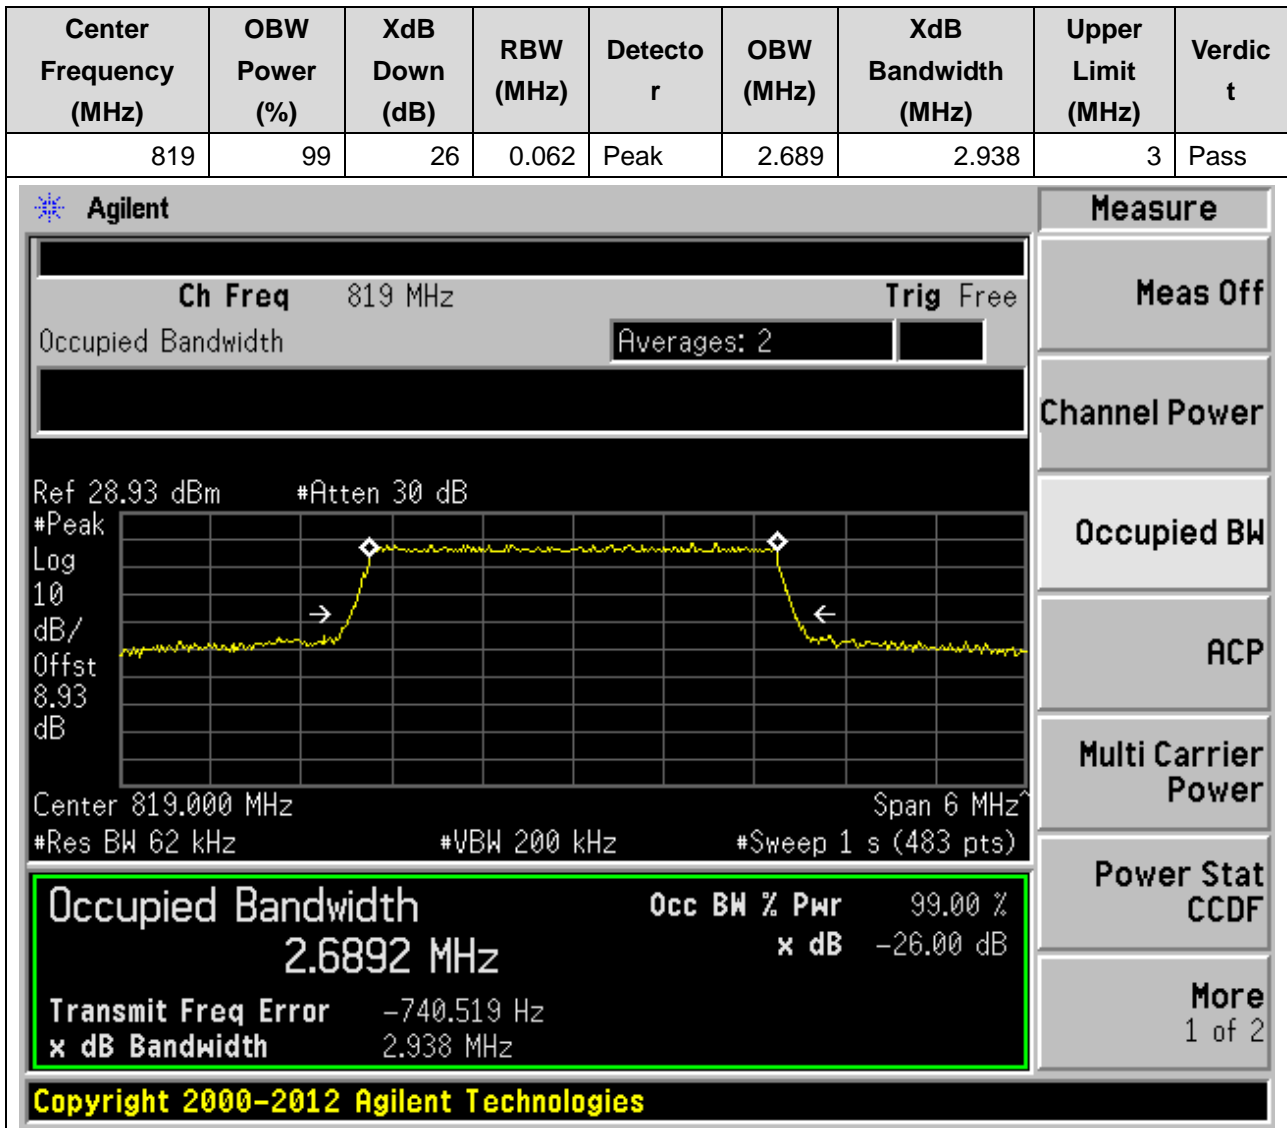 Center Frequency (MHz) OBW Power (%) XdB Down (dB) RBW (MHz) Detecto r OBW (MHz) XdB Bandwidth (MHz) Upper Limit (MHz) Verdic t
819 99 26 0.062 Peak 2.689 2.938 3 Pass
Agilent Measure
Ch Freq 819 MHz Trig Free
Meas Off
Occupied Bandwidth Averages: 2
Channel Power
Ref 28.93 dBm #Atten 30 dB
#Peak
Log
10
dB/
Offst
8.93
dB
Occupied BW
ACP
Multi Carrier
Power
Center 819.000 MHz Span 6 MHz^
#Res BW 62 kHz #VBW 200 kHz #Sweep 1 s (483 pts)
Power Stat
CCDF
Occupied Bandwidth Occ BW % Pwr 99.00 %
2.6892 MHz x dB -26.00 dB
Transmit Freq Error -740.519 Hz
x dB Bandwidth 2.938 MHz
More
1 of 2
Copyright 2000-2012 Agilent Technologies